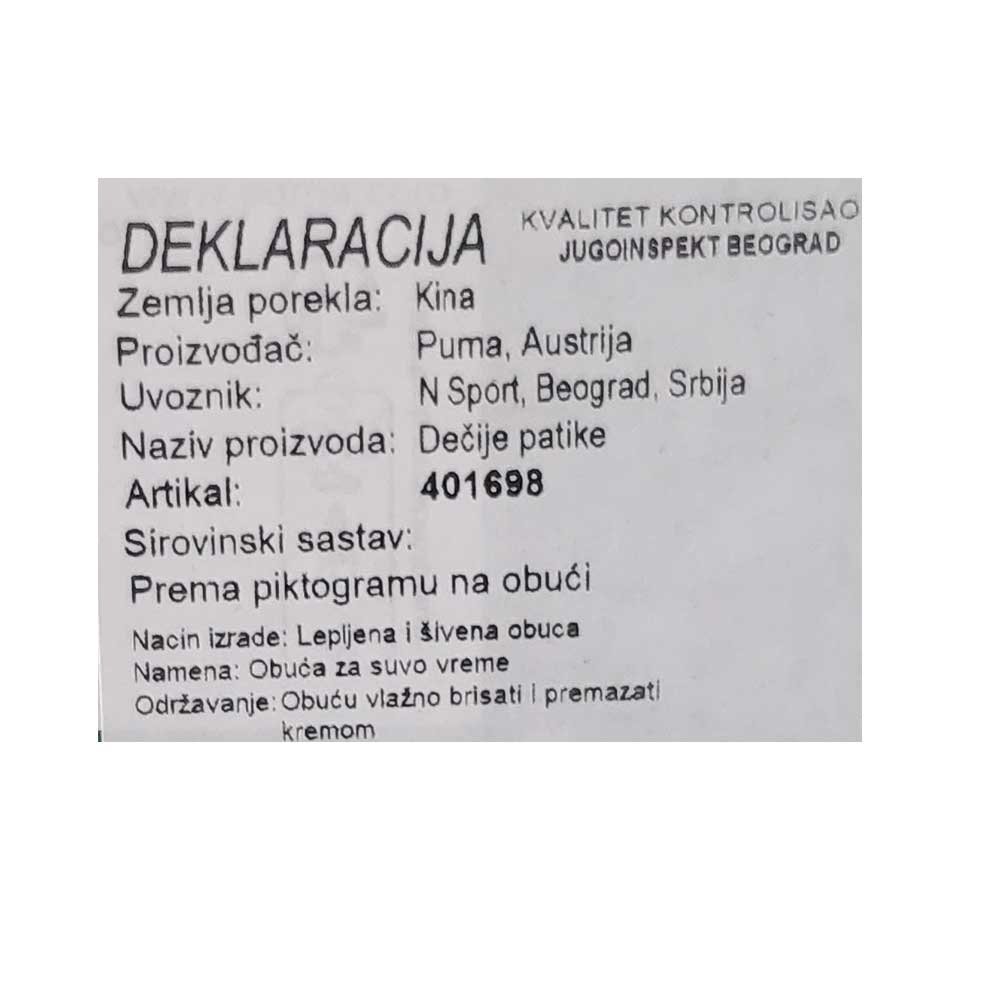 DEKLARACIJA
KVALITET KONTROLISAO
JUGOINSPEKT BEOGRAD
Zemlja porekla: Kina
Proizvođač: Puma, Austrija
Uvoznik: N Sport, Beograd, Srbija
Naziv proizvoda: Dečije patike
Artikal: 401698
Sirovinski sastav:
Prema piktogramu na obući
Nacin izrade: Lepljena i šivena obuca
Namena: Obuća za suvo vreme
Održavanje: Obuću vlažno brisati i premazati
kremom